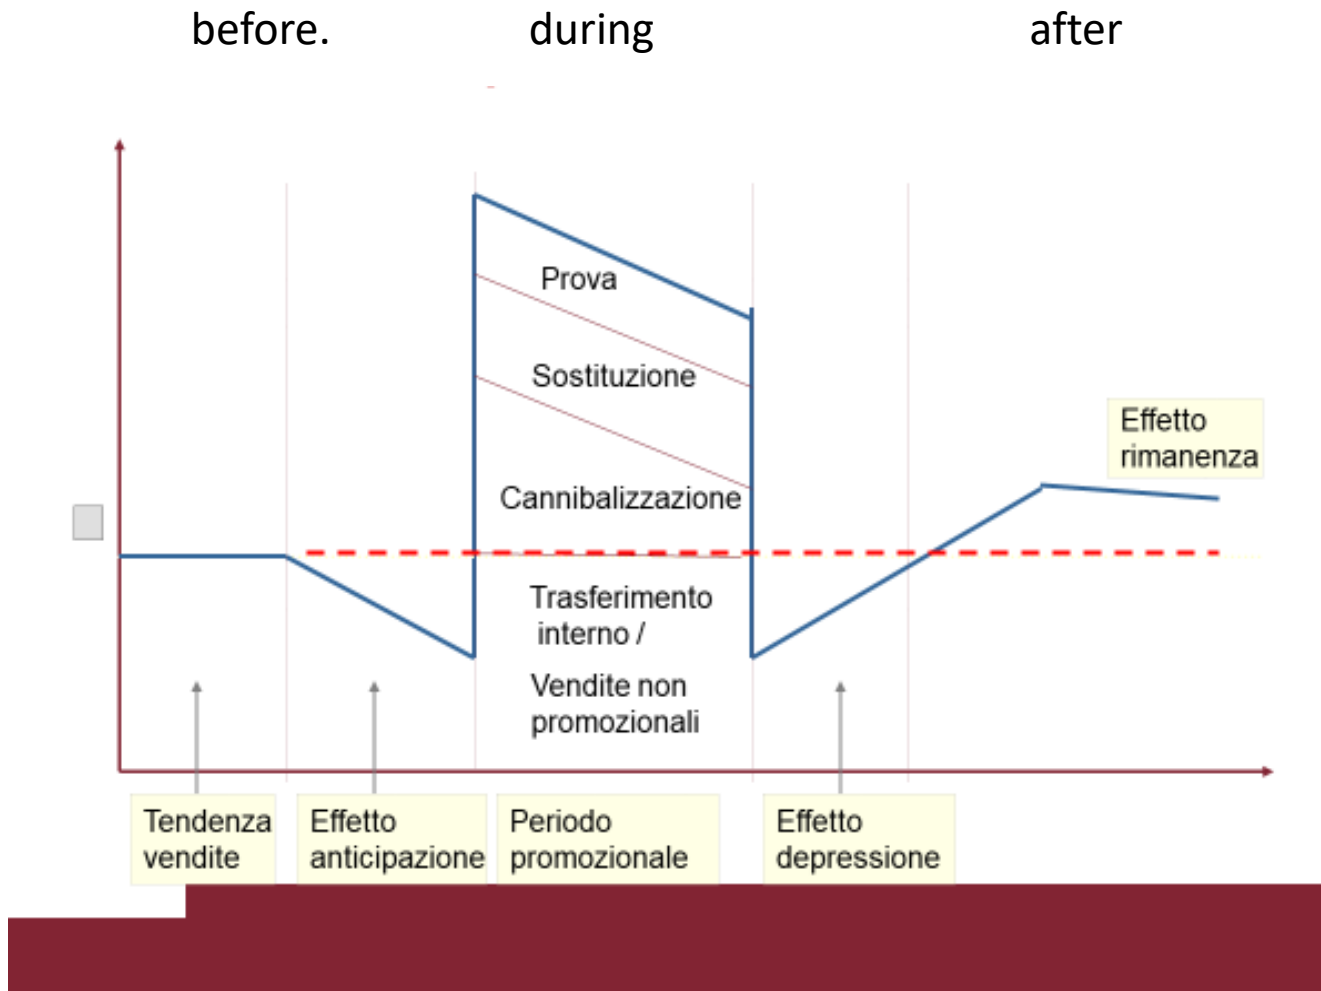 before.
during
after
Prova
Sostituzione
Cannibalizzazione
Effetto
rimanenza
Trasferimento
interno /
Vendite non
promozionali
Tendenza
vendite
Effetto
anticipazione
Periodo
promozionale
Effetto
depressione